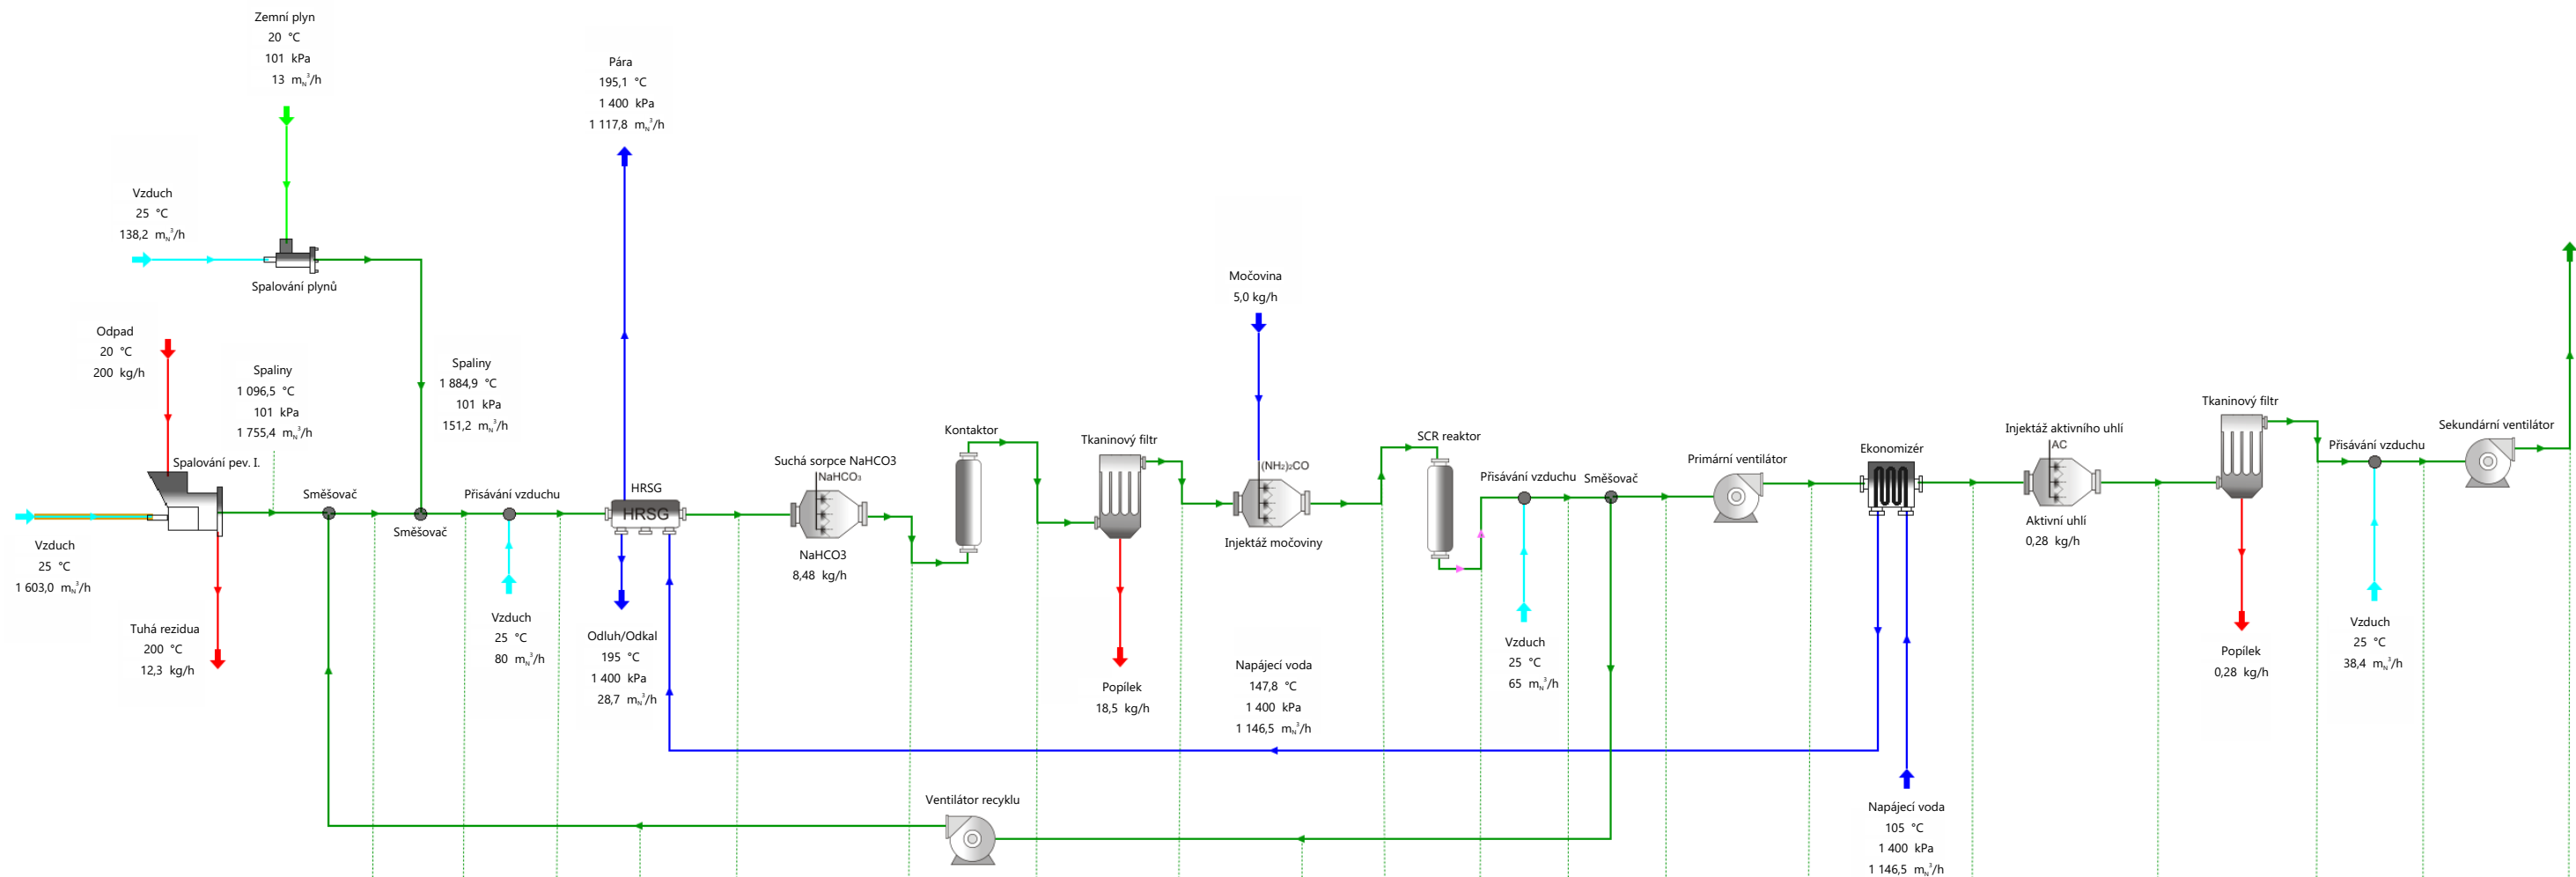 Zemní plyn
20 °C
101 kPa
13 mN³/h
Pára
195,1 °C
1 400 kPa
1 117,8 mN³/h
Vzduch
25 °C
138,2 mN³/h
Spalování plynů
Odpad
20 °C
200 kg/h
Spaliny
1 096,5 °C
101 kPa
1 755,4 mN³/h
Spaliny
1 884,9 °C
101 kPa
151,2 mN³/h
Spalování pev. I.
Vzduch
25 °C
1 603,0 mN³/h
Tuhá rezidua
200 °C
12,3 kg/h
Směšovač
Směšovač
Přisávání vzduchu
Vzduch
25 °C
80 mN³/h
HRSG
HRSG
Odluh/Odkal
195 °C
1 400 kPa
28,7 mN³/h
Suchá sorpce NaHCO3
NaHCO₃
NaHCO3
8,48 kg/h
Kontaktor
Tkaninový filtr
Popílek
18,5 kg/h
Močovina
5,0 kg/h
(NH₂)₂CO
Injektáž močoviny
Napájecí voda
147,8 °C
1 400 kPa
1 146,5 mN³/h
SCR reaktor
Přisávání vzduchu
Vzduch
25 °C
65 mN³/h
Směšovač
Primární ventilátor
Ventilátor recyklu
Ekonomizér
Napájecí voda
105 °C
1 400 kPa
1 146,5 mN³/h
Injektáž aktivního uhlí
AC
Aktivní uhlí
0,28 kg/h
Tkaninový filtr
Popílek
0,28 kg/h
Přisávání vzduchu
Vzduch
25 °C
38,4 mN³/h
Sekundární ventilátor